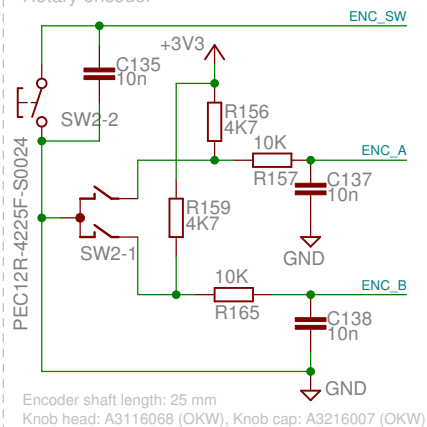 Rotary encoder
ENC_SW
+3V3
C135
10n
SW2-2
R156
4K7
10K
ENC_A
R157
C137
10n
PEC12R-4225F-S0024
R159
4K7
SW2-1
GND
10K
ENC_B
R165
C138
10n
GND
Encoder shaft length: 25 mm
Knob head: A3116068 (OKW), Knob cap: A3216007 (OKW)